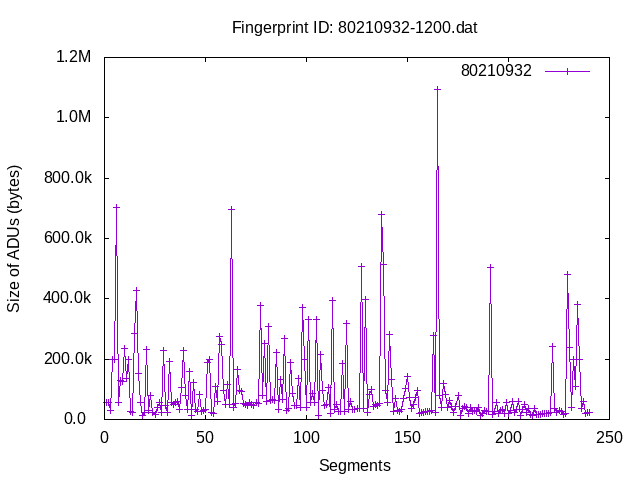 Fingerprint ID: 80210932-1200.dat
80210932
Size of ADUs (bytes)
1.2M
1.0M
800.0k
600.0k
400.0k
200.0k
0.0
0 50 100 150 200 250
Segments